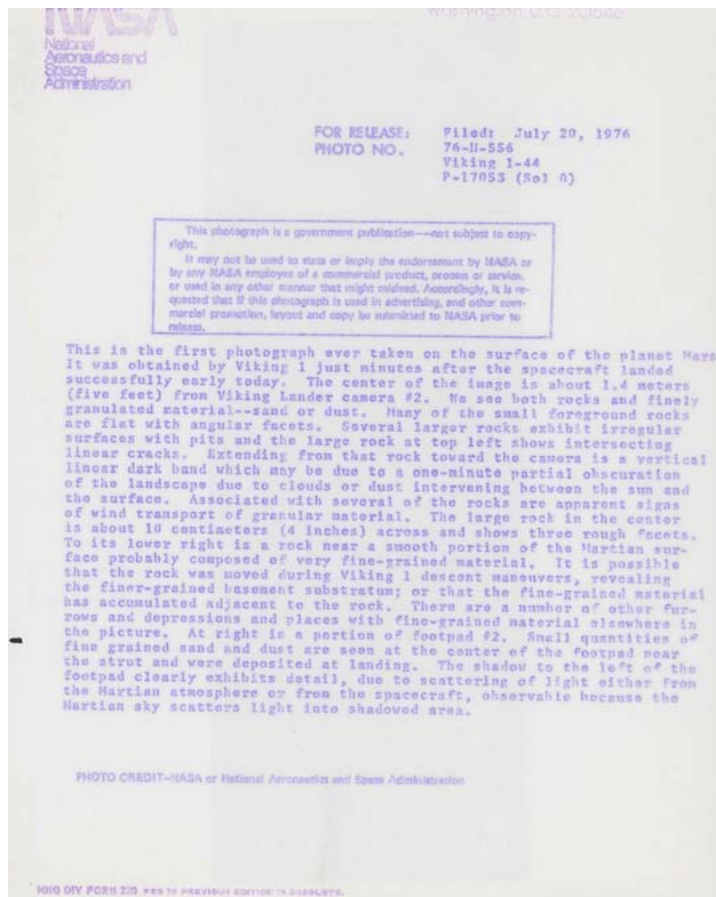 NASA
Washington D.C. 20546
National
Aeronautics and
Space
Administration
FOR RELEASE: Filed: July 20, 1976
PHOTO NO. 76-H-556
Viking 1-44
P-17053 (Sol 0)
This photograph is a government publication—not subject to copy-
right.
It may not be used to state or imply the endorsement by NASA or
by any NASA employee of a commercial product, process or service,
or used in any other manner that might mislead. Accordingly, it is re-
quested that if this photograph is used in advertising, and other com-
mercial promotion, layout and copy be submitted to NASA prior to
release.
This is the first photograph ever taken on the surface of the planet Mars
It was obtained by Viking 1 just minutes after the spacecraft landed
successfully early today. The center of the image is about 1.4 meters
(five feet) from Viking Lander camera #2. We see both rocks and finely
granulated material--sand or dust. Many of the small foreground rocks
are flat with angular facets. Several larger rocks exhibit irregular
surfaces with pits and the large rock at top left shows intersecting
linear cracks. Extending from that rock toward the camera is a vertical
linear dark band which may be due to a one-minute partial obscuration
of the landscape due to clouds or dust intervening between the sun and
the surface. Associated with several of the rocks are apparent signs
of wind transport of granular material. The large rock in the center
is about 10 centimeters (4 inches) across and shows three rough facets.
To its lower right is a rock near a smooth portion of the Martian sur-
face probably composed of very fine-grained material. It is possible
that the rock was moved during Viking 1 descent maneuvers, revealing
the finer-grained basement substratum; or that the fine-grained material
has accumulated adjacent to the rock. There are a number of other fur-
rows and depressions and places with fine-grained material elsewhere in
the picture. At right is a portion of footpad #2. Small quantities of
fine grained sand and dust are seen at the center of the footpad near
the strut and were deposited at landing. The shadow to the left of the
footpad clearly exhibits detail, due to scattering of light either from
the Martian atmosphere or from the spacecraft, observable because the
Martian sky scatters light into shadowed area.
PHOTO CREDIT—NASA or National Aeronautics and Space Administration
DIV FORM 220 FEB 75 PREVIOUS EDITION IS OBSOLETE.